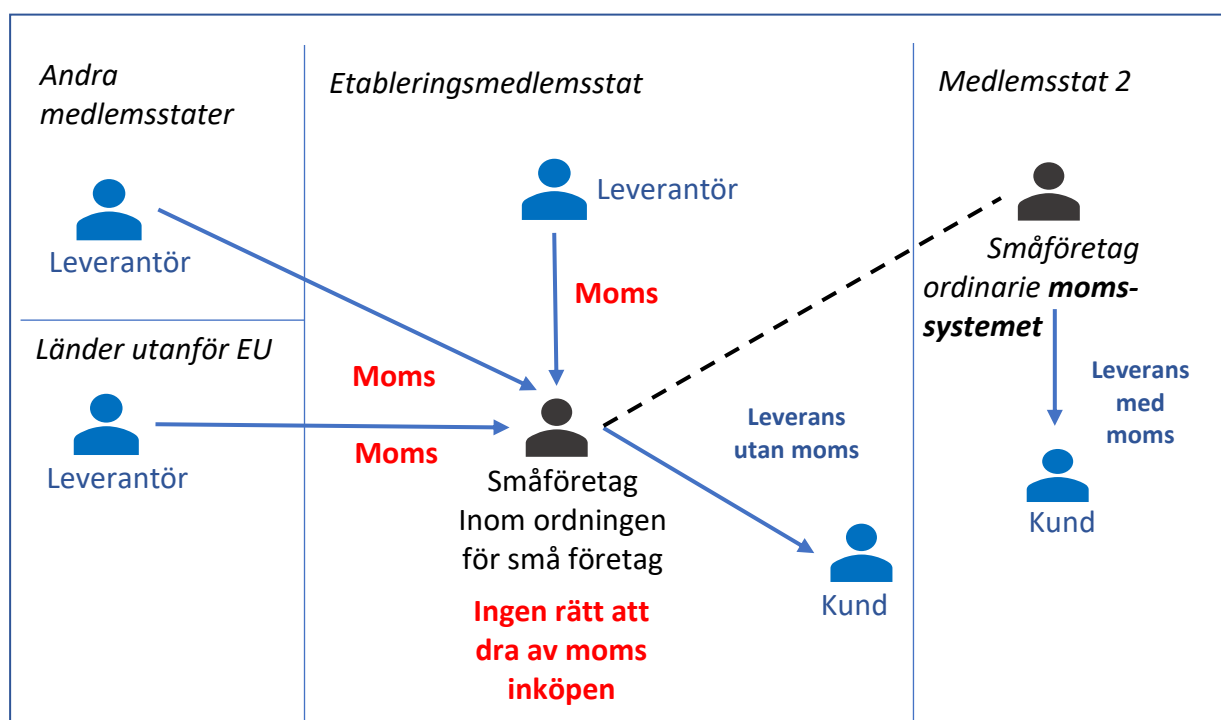 Andra
medlemsstater
Leverantör
Länder utanför EU
Leverantör
Etableringsmedlemsstat
Leverantör
Moms
Moms
Moms
Småföretag
Inom ordningen
för små företag
Ingen rätt att
dra av moms
inköpen
Leverans
utan moms
Kund
Medlemsstat 2
Småföretag
ordinarie moms-
systemet
Leverans
med
moms
Kund